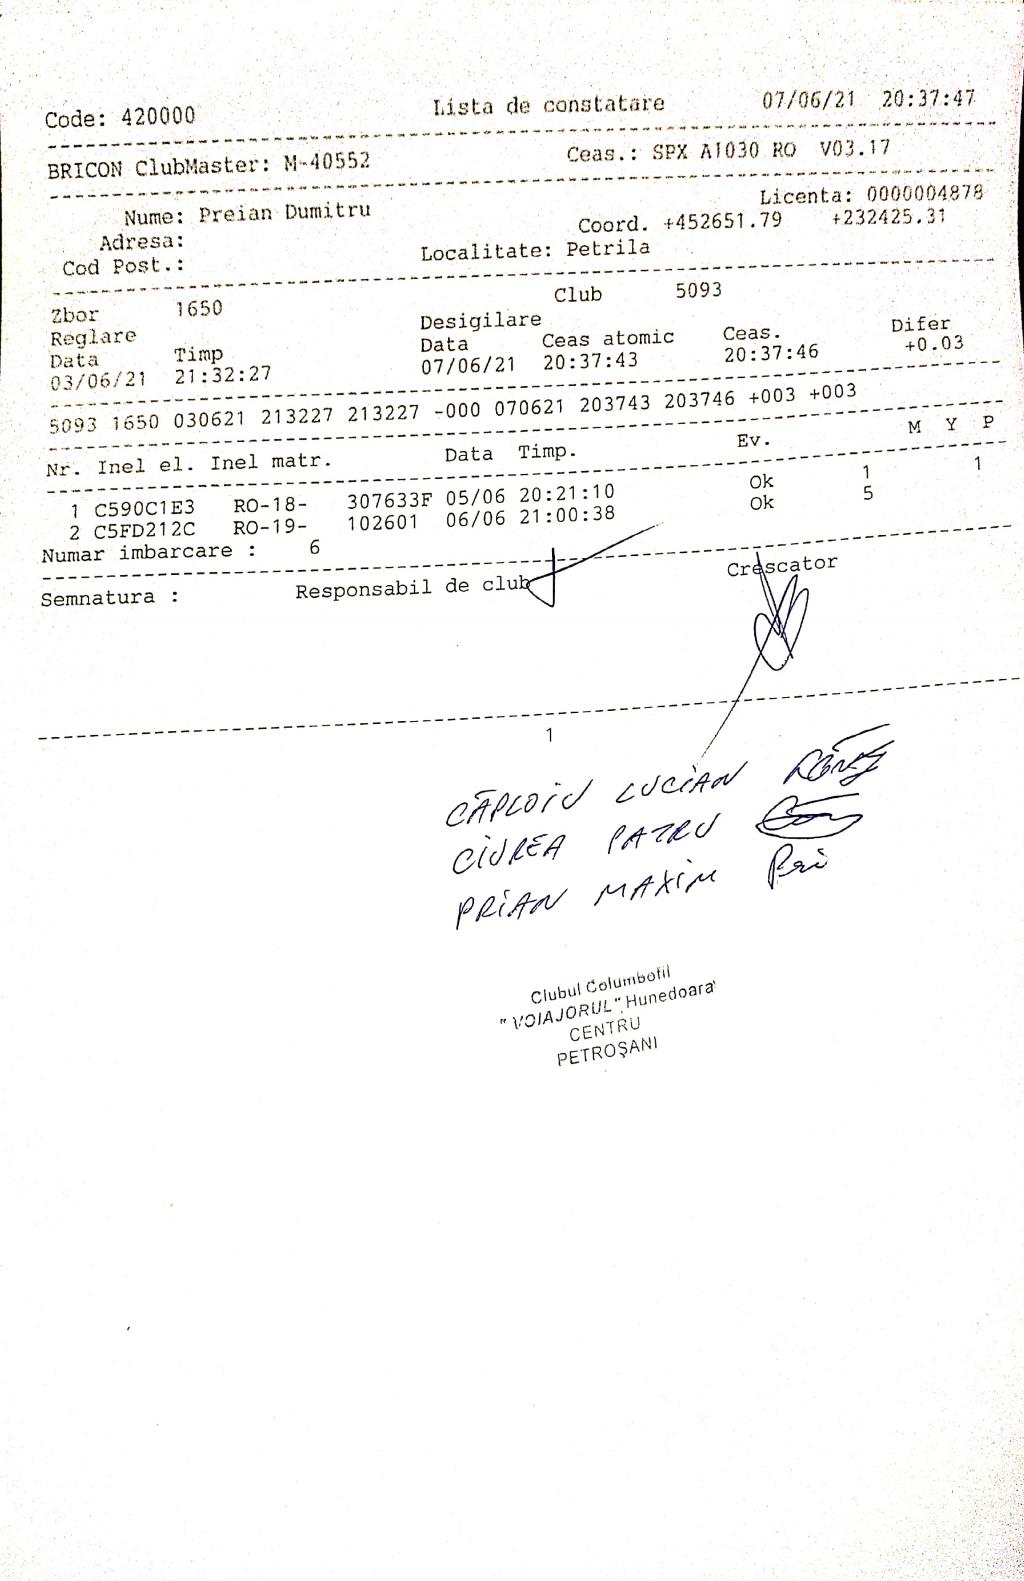 Code: 420000 Lista de constatare 07/06/21 20:37:47
BRICON ClubMaster: M-40552 Ceas.: SPX A1030 RO V03.17
Nume: Preian Dumitru Licenta: 0000004878
Adresa: Coord. +452651.79 +232425.31
Cod Post.: Localitate: Petrila
Zbor 1650 Club 5093
Reglare Desigilare
Data Timp Data Ceas atomic Ceas. Difer
03/06/21 21:32:27 07/06/21 20:37:43 20:37:46 +0.03
5093 1650 030621 213227 213227 -000 070621 203743 203746 +003 +003
Nr. Inel el. Inel matr. Data Timp. Ev. M Y P
1 C590C1E3 RO-18- 307633F 05/06 20:21:10 Ok 1 1
2 C5FD212C RO-19- 102601 06/06 21:00:38 Ok 5
Numar imbarcare : 6
Semnatura : Responsabil de club Crescator
1
LUCIAN
CIUREA PATRU
PRIAN MAXIM Pri
Clubul Columbofil
"VOIAJORUL" Hunedoara
CENTRU
PETROȘANI